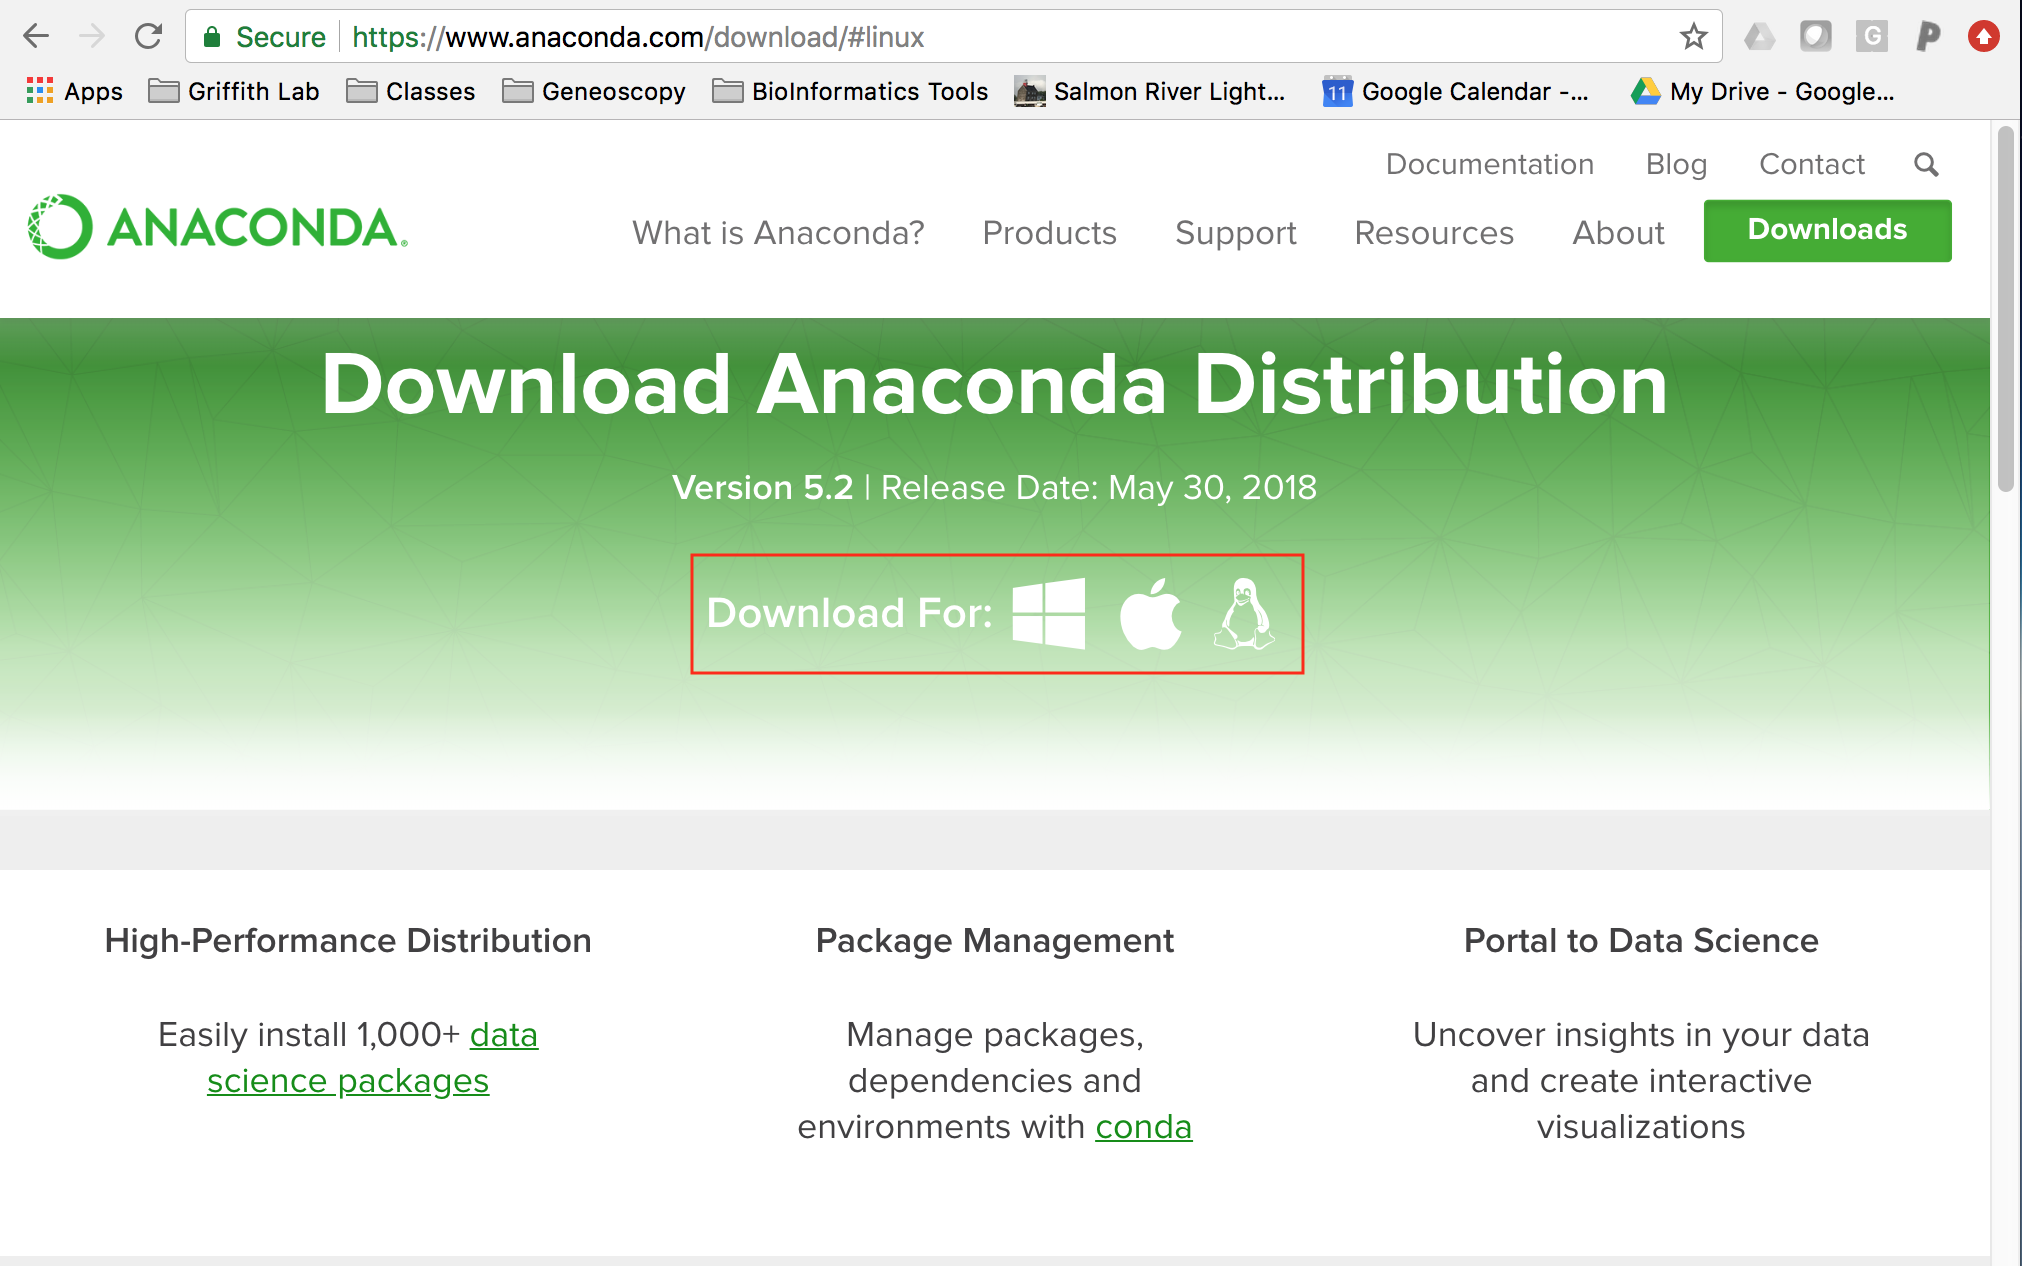 Secure https://www.anaconda.com/download/#linux G P
Apps Griffith Lab Classes Geneoscopy BioInformatics Tools Salmon River Light... 11 Google Calendar -... My Drive - Google...
Documentation Blog Contact
ANACONDA.
What is Anaconda? Products Support Resources About Downloads
Download Anaconda Distribution
Version 5.2 | Release Date: May 30, 2018
Download For:
High-Performance Distribution
Easily install 1,000+ data
science packages
Package Management
Manage packages,
dependencies and
environments with conda
Portal to Data Science
Uncover insights in your data
and create interactive
visualizations